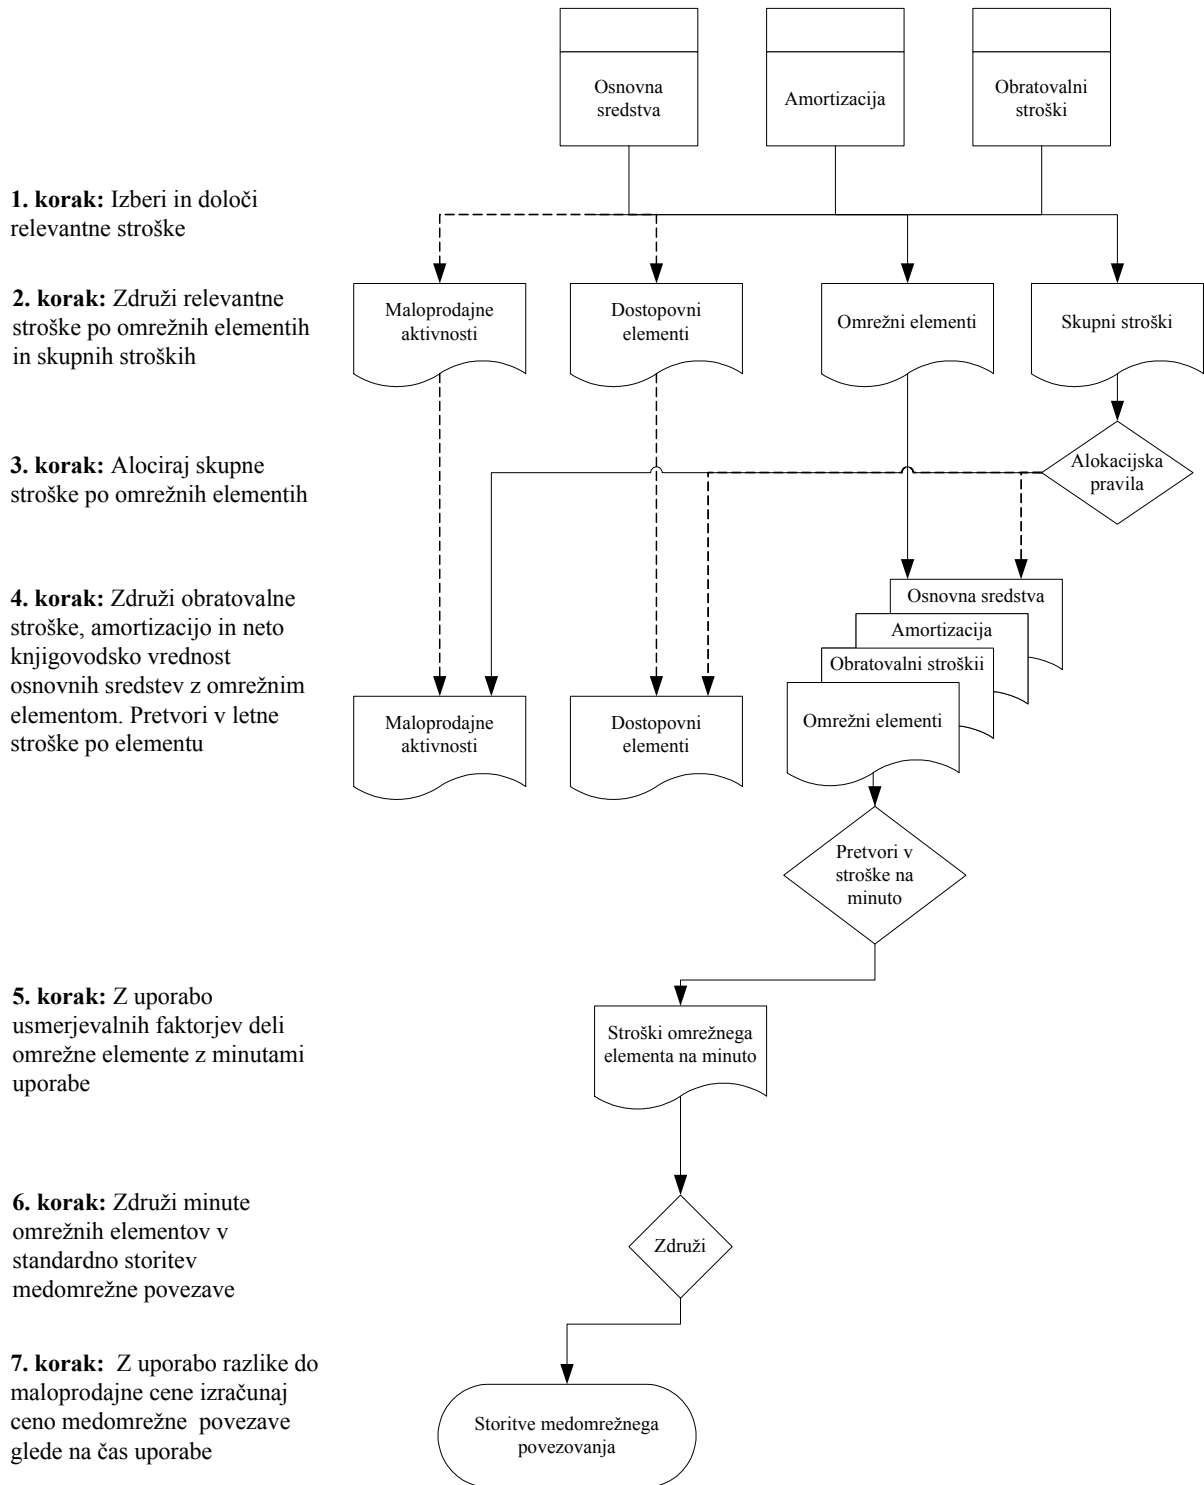 Osnovna
sredstva
Amortizacija
Obratovalni
stroški
1. korak: Izberi in določi
relevantne stroške
2. korak: Združi relevantne
stroške po omrežnih elementih
in skupnih stroških
Maloprodajne
aktivnosti
Dostopovni
elementi
Omrežni elementi
Skupni stroški
3. korak: Alociraj skupne
stroške po omrežnih elementih
Alokacijska
pravila
4. korak: Združi obratovalne
stroške, amortizacijo in neto
knjigovodsko vrednost
osnovnih sredstev z omrežnim
elementom. Pretvori v letne
stroške po elementu
Osnovna sredstva
Amortizacija
Obratovalni stroškii
Omrežni elementi
Maloprodajne
aktivnosti
Dostopovni
elementi
Pretvori v
stroške na
minuto
5. korak: Z uporabo
usmerjevalnih faktorjev deli
omrežne elemente z minutami
uporabe
Stroški omrežnega
elementa na minuto
6. korak: Združi minute
omrežnih elementov v
standardno storitev
medomrežne povezave
Združi
7. korak:  Z uporabo razlike do
maloprodajne cene izračunaj
ceno medomrežne  povezave
glede na čas uporabe
Storitve medomrežnega
povezovanja